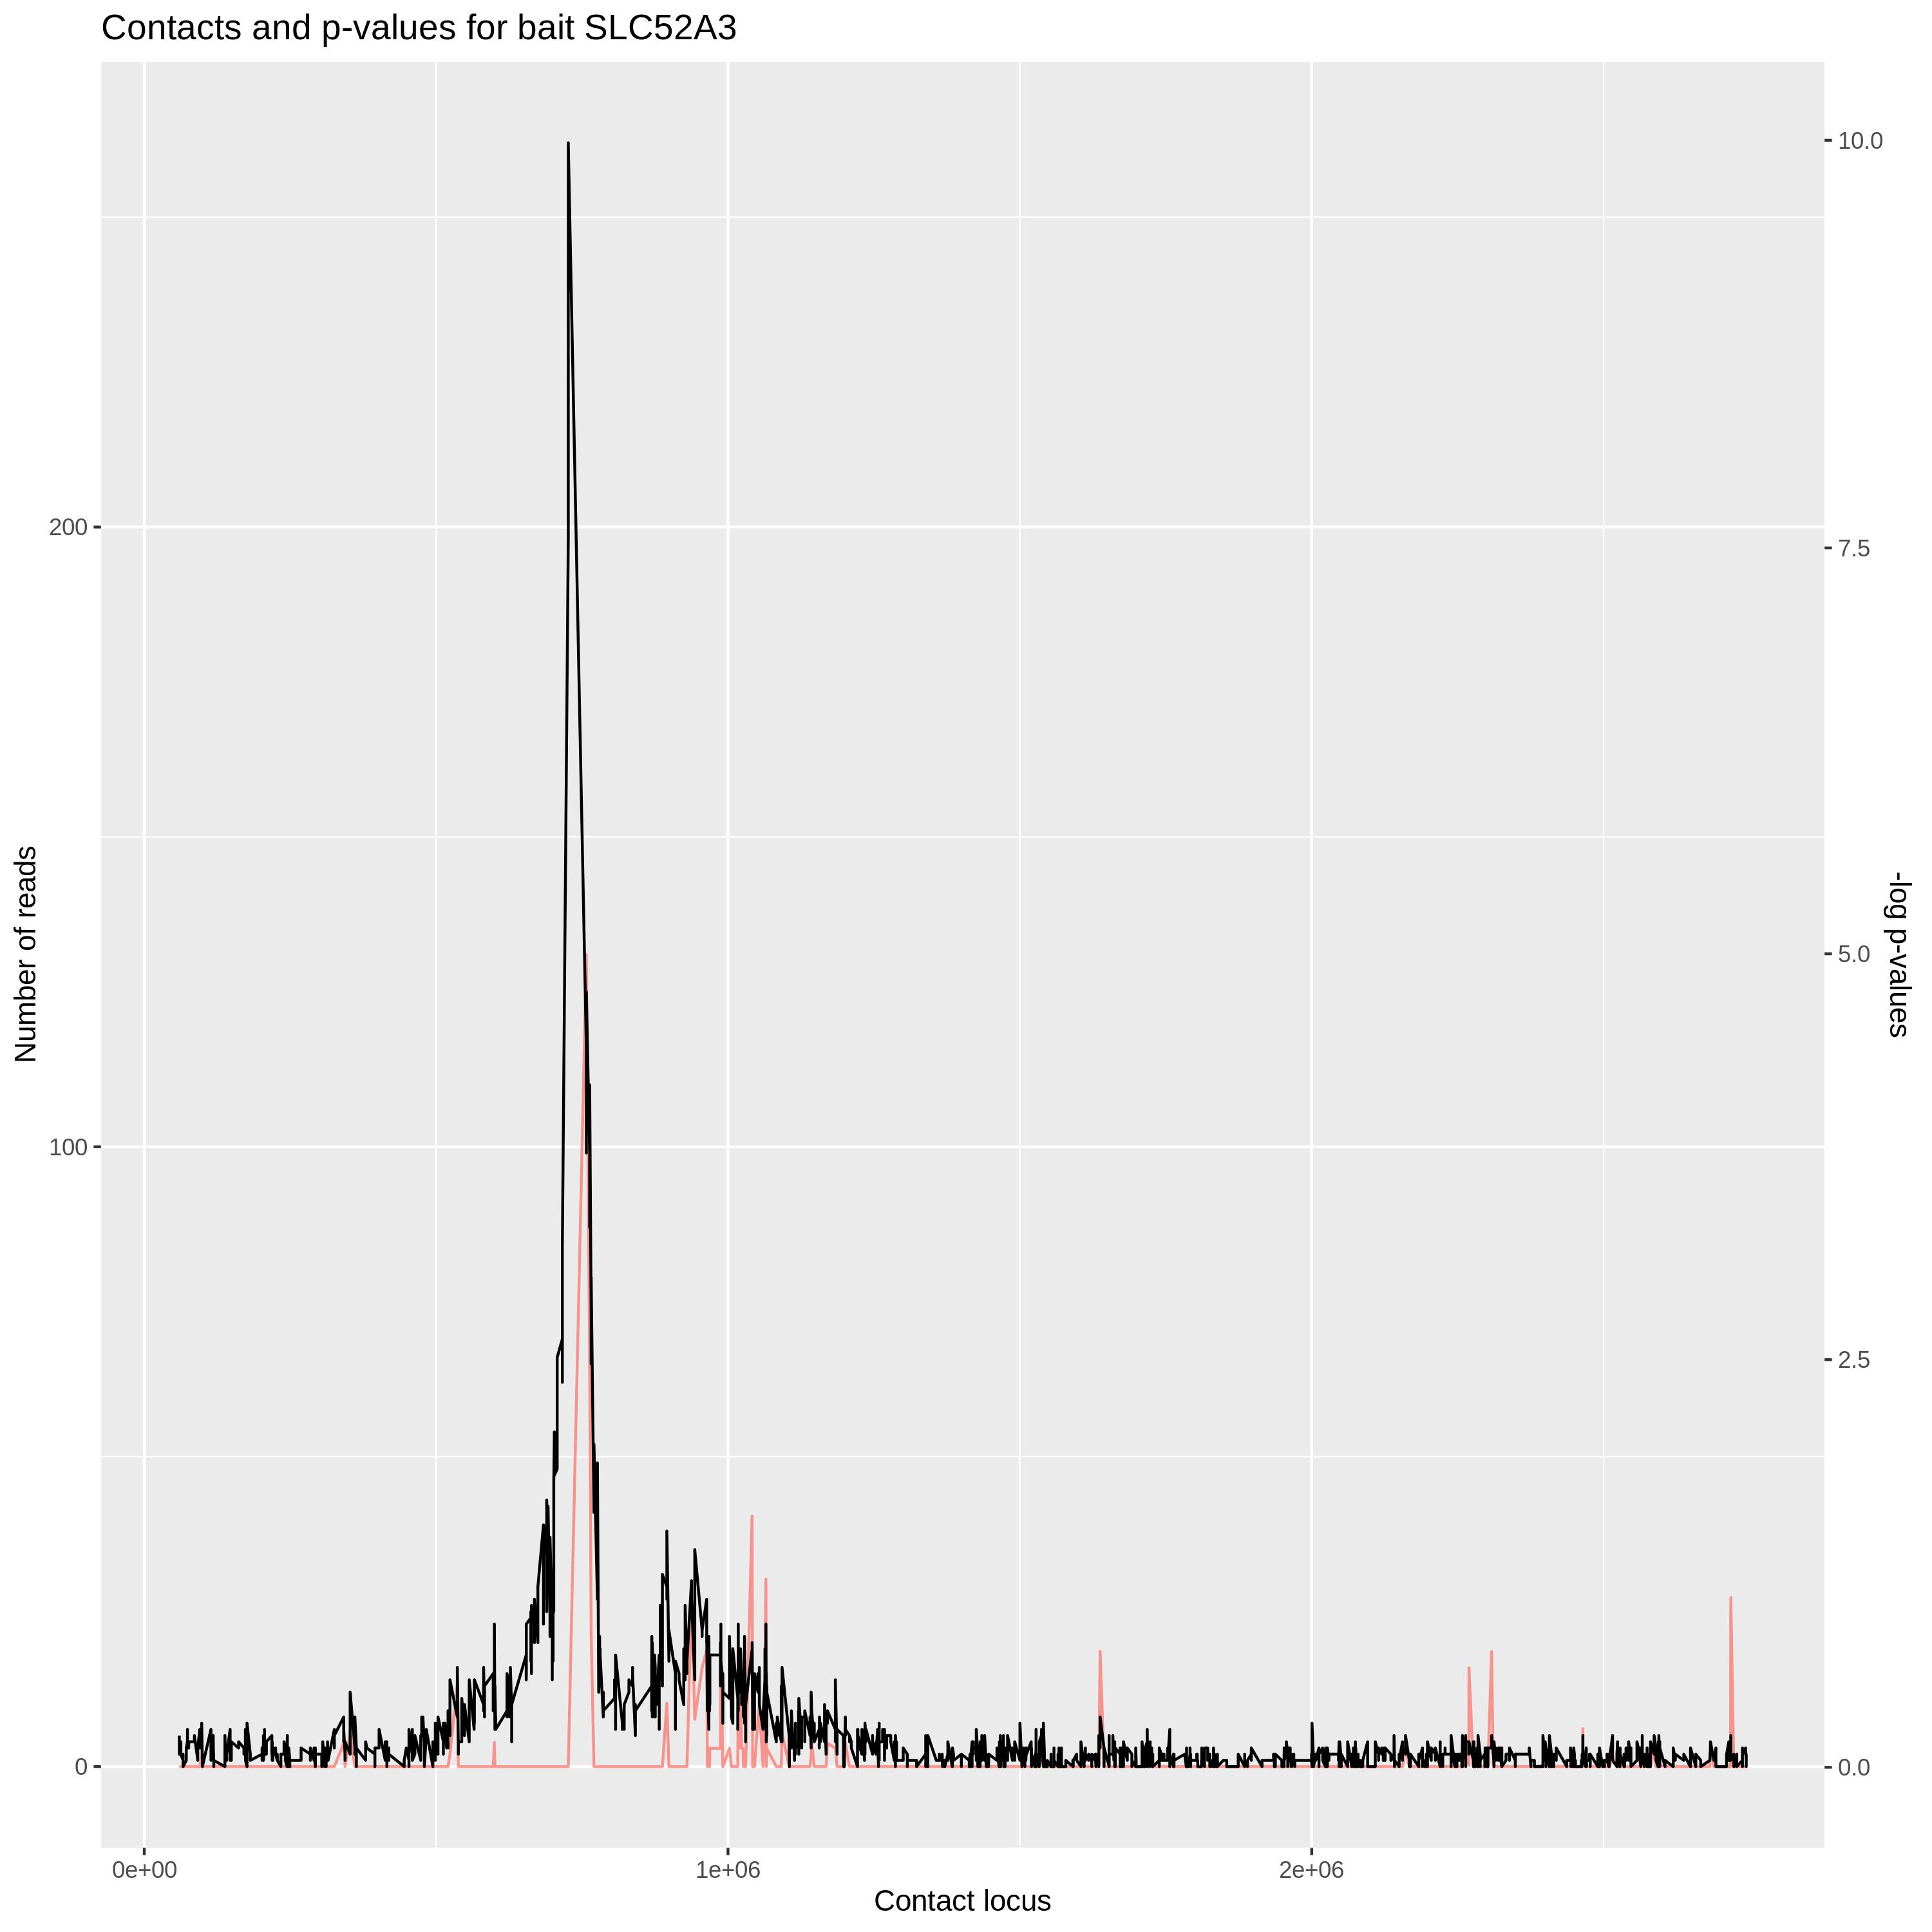 Contacts and p-values for bait SLC52A3
Number of reads
200
100
0
10.0
7.5
5.0
2.5
0.0
-log p-values
0e+00
1e+06
2e+06
Contact locus